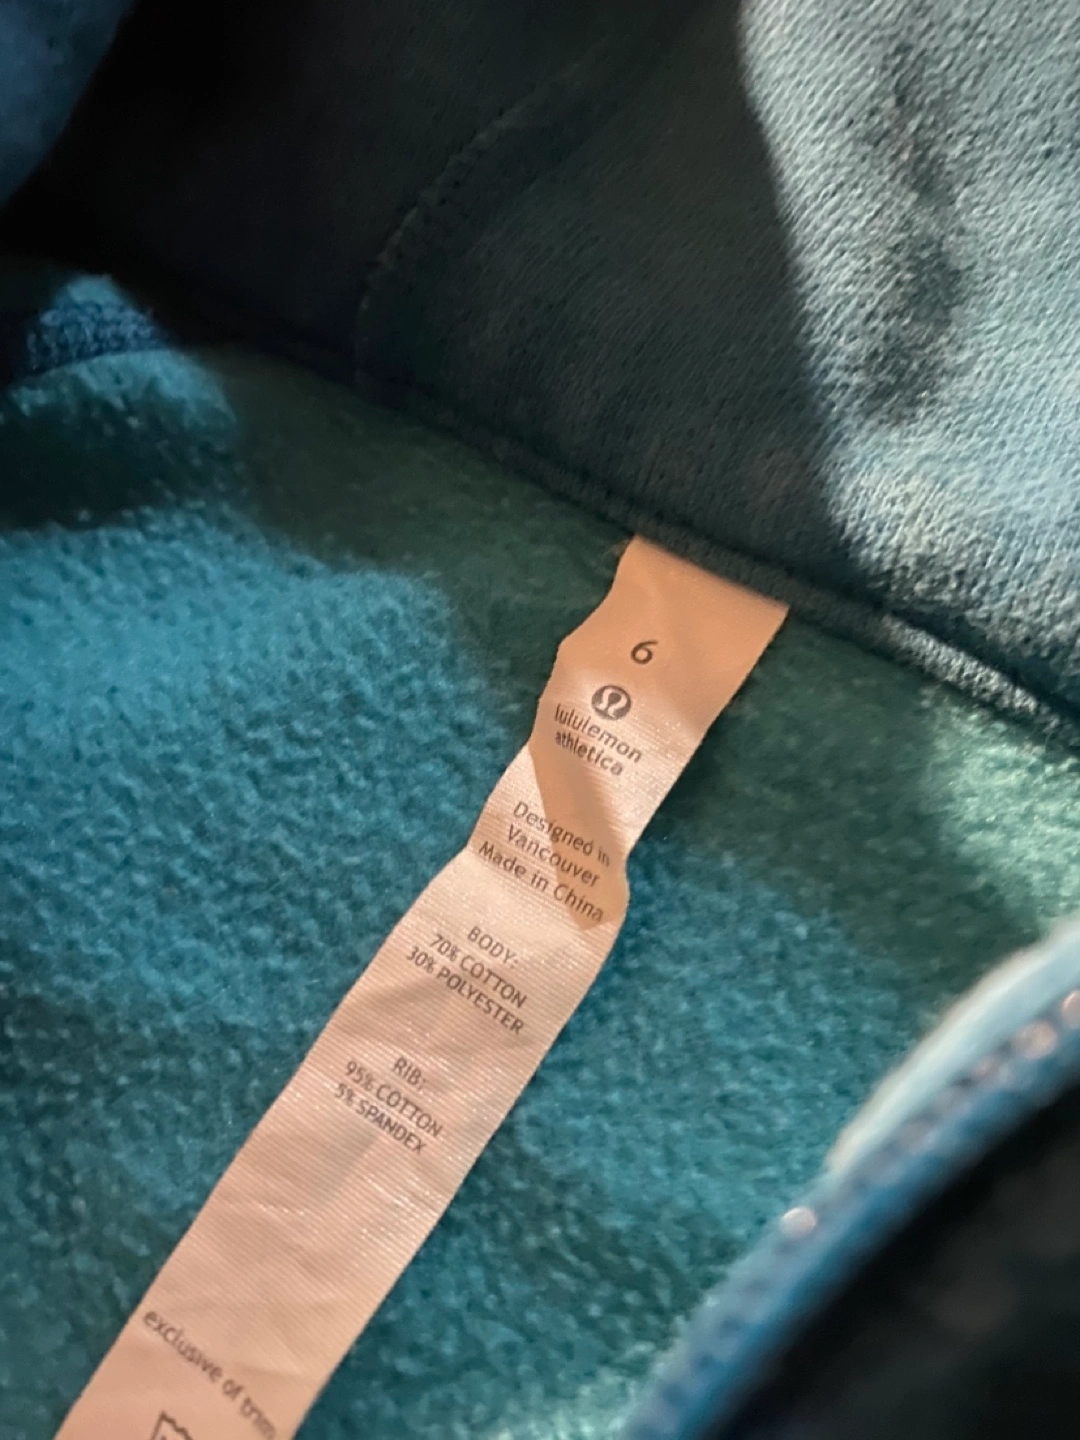 6
lululemon
athletica
Designed in
Vancouver
Made in China
BODY:
70% COTTON
30% POLYESTER
RIB:
95% COTTON
5% SPANDEX
exclusive of trim